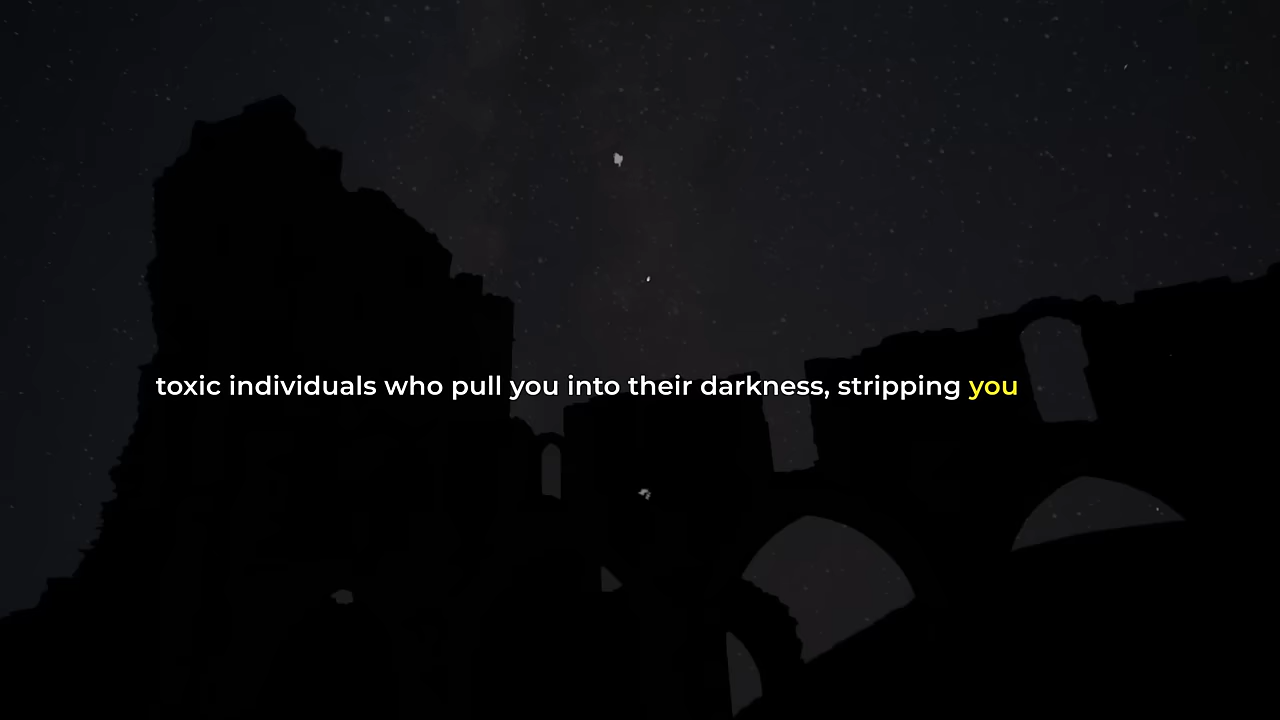 toxic individuals who pull you into their darkness, stripping you